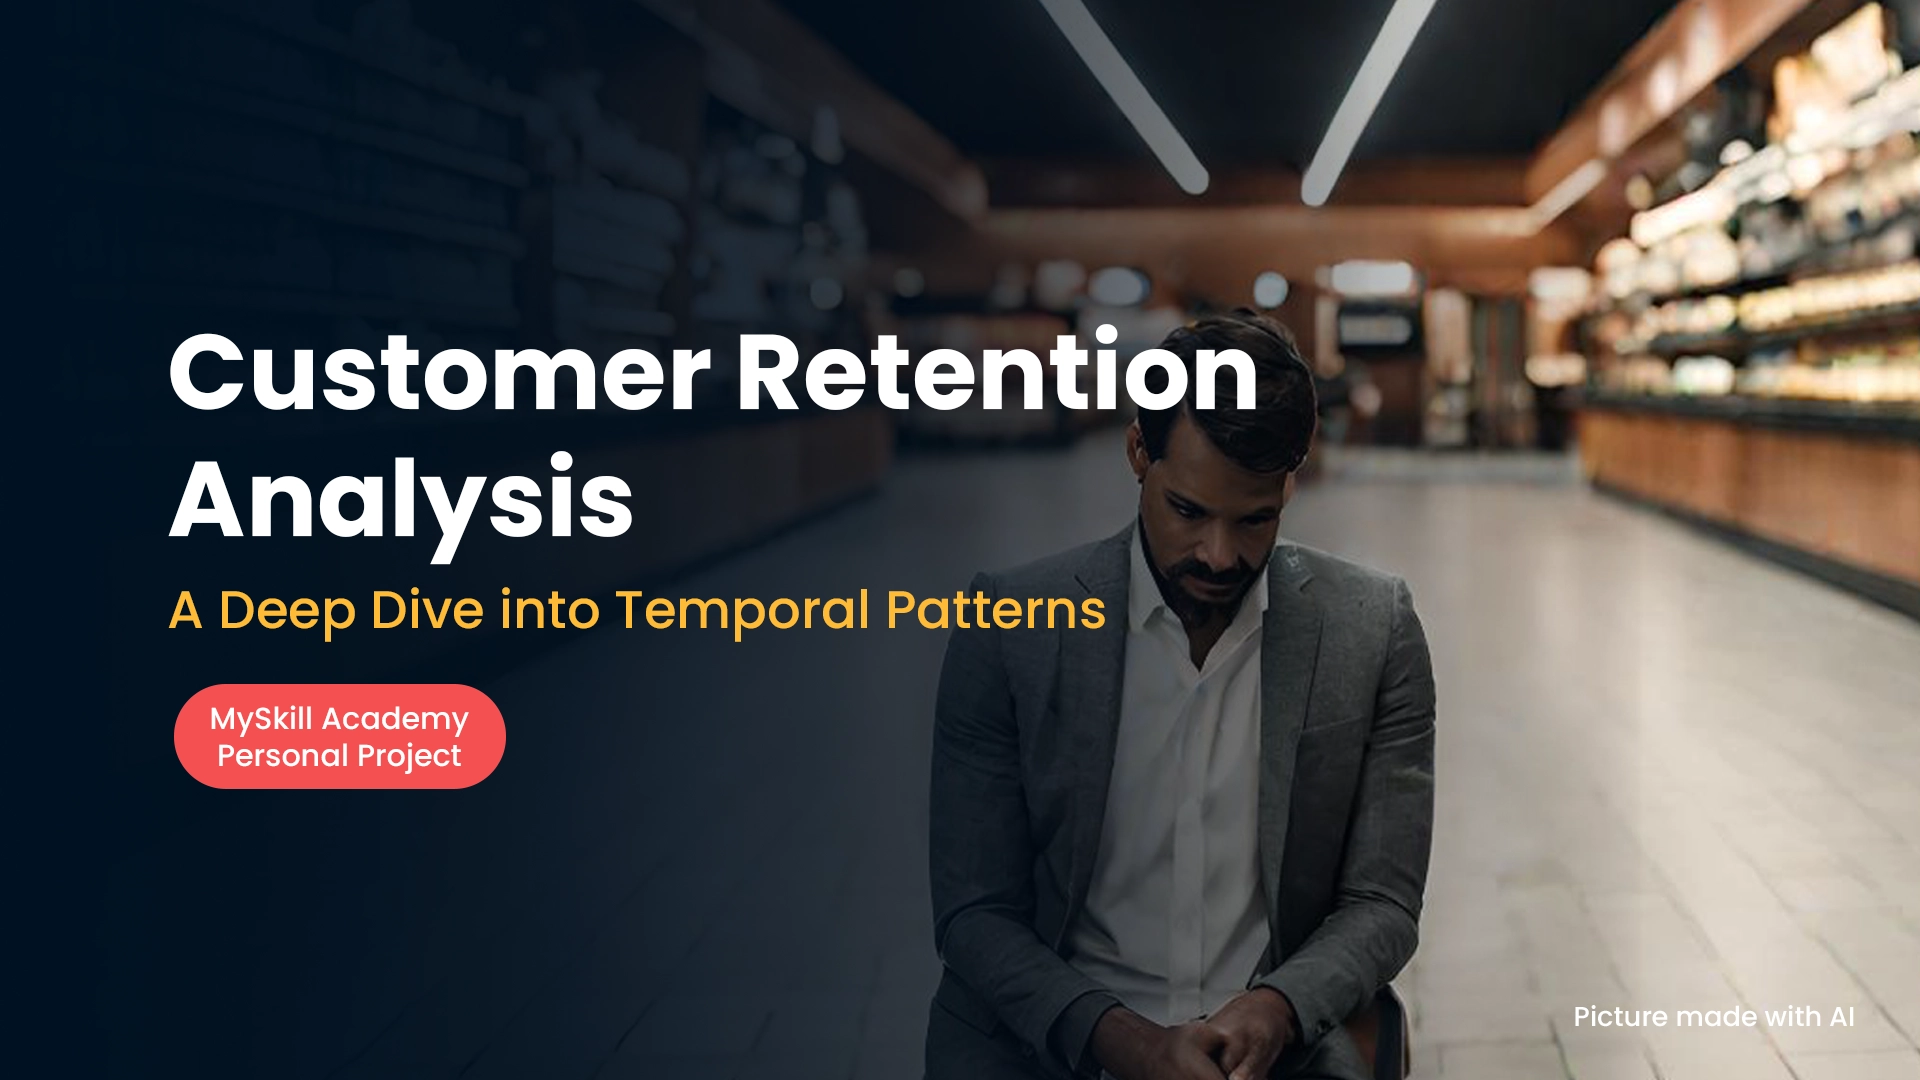 Customer Retention
Analysis
A Deep Dive into Temporal Patterns
MySkill Academy
Personal Project
Picture made with AI